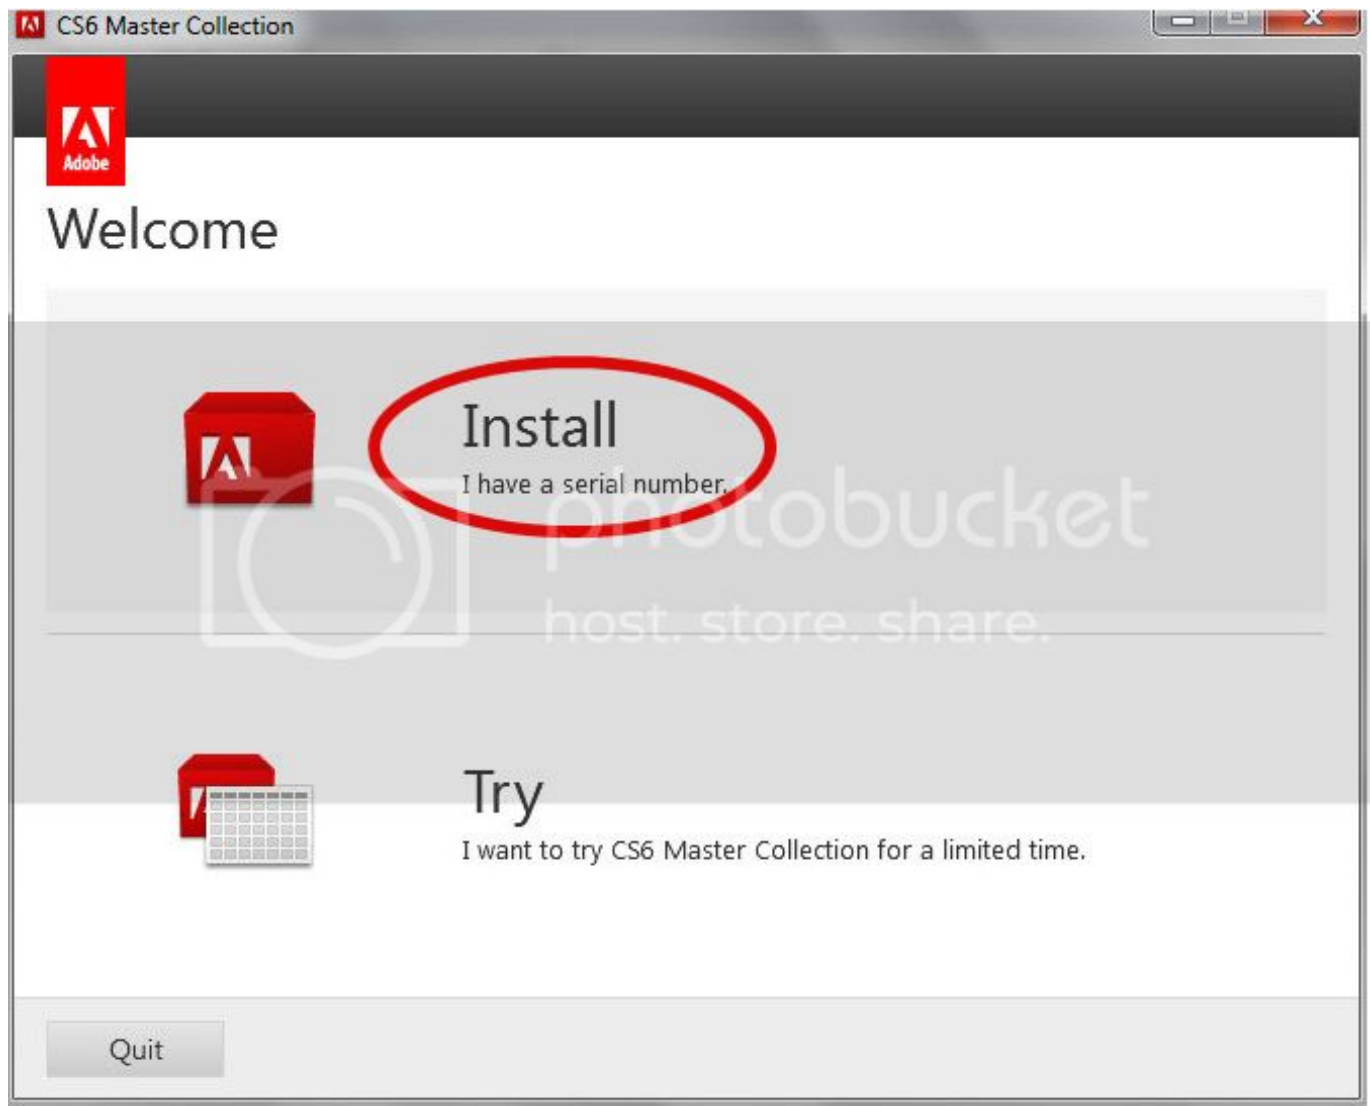 CS6 Master Collection
Adobe
Welcome
Install
I have a serial number.
photobucket
host. store. share.
Try
I want to try CS6 Master Collection for a limited time.
Quit